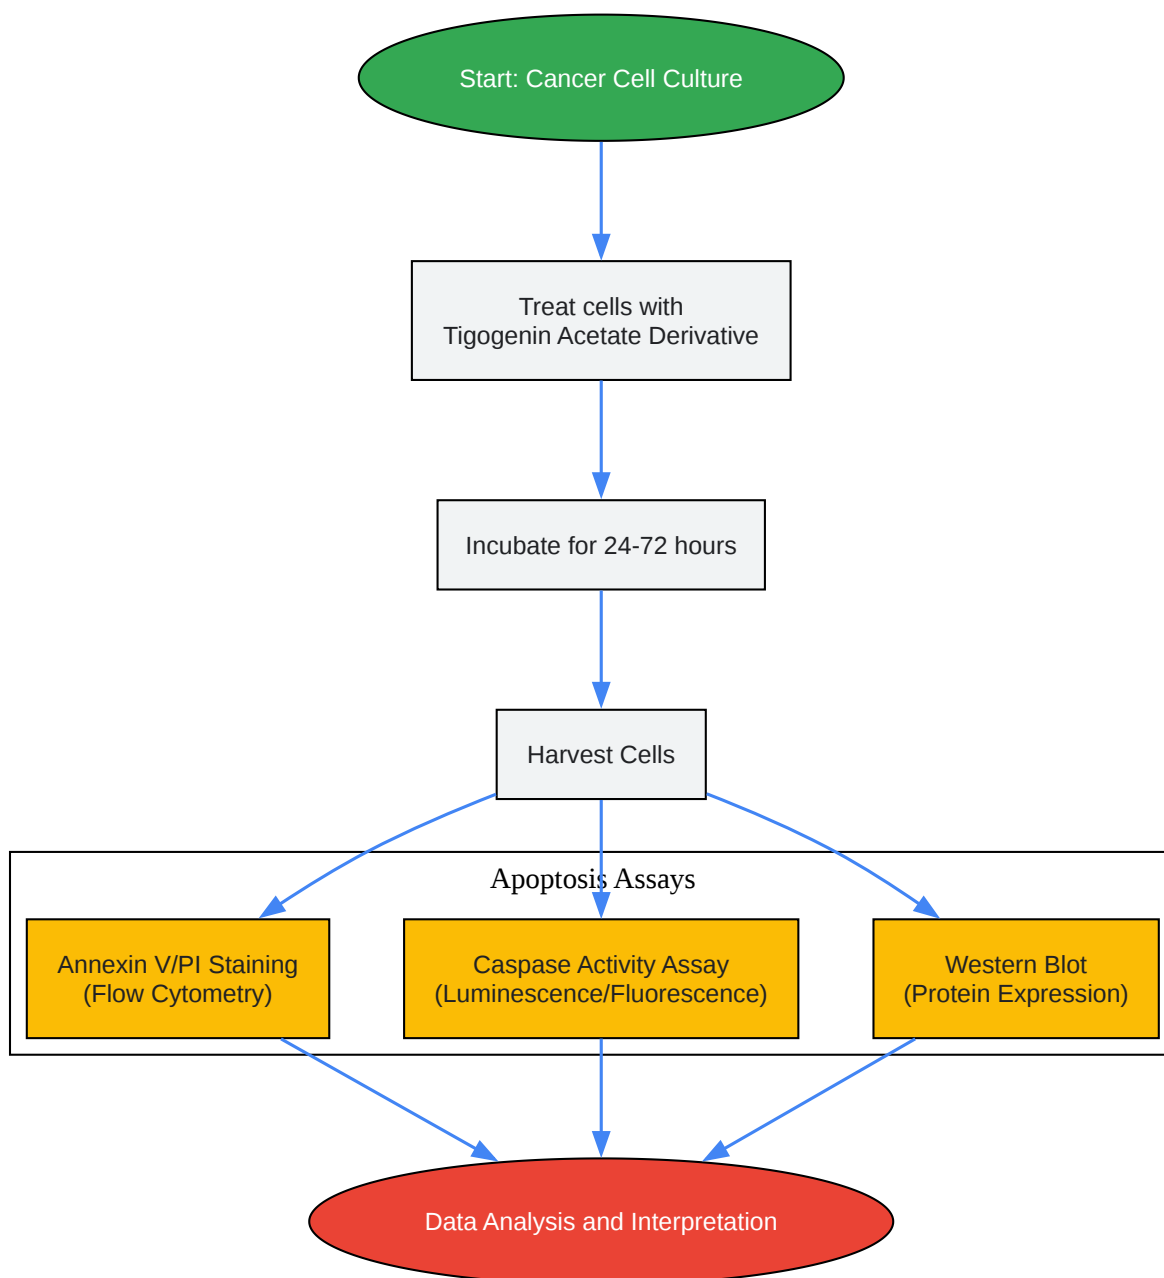 Start: Cancer Cell Culture
Treat cells with
Tigogenin Acetate Derivative
Incubate for 24-72 hours
Harvest Cells
Apoptosis Assays
Annexin V/PI Staining
(Flow Cytometry)
Caspase Activity Assay
(Luminescence/Fluorescence)
Western Blot
(Protein Expression)
Data Analysis and Interpretation